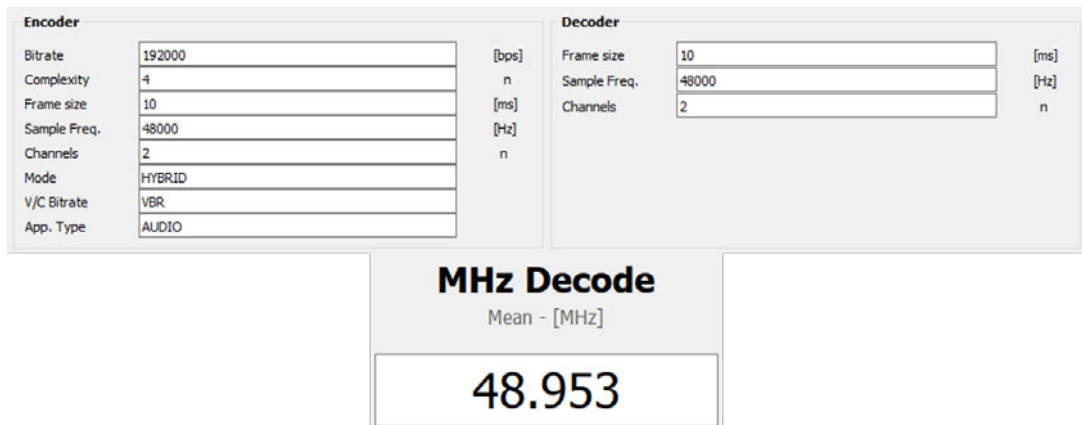 Encoder
Bitrate 192000 [bps]
Complexity 4 n
Frame size 10 [ms]
Sample Freq. 48000 [Hz]
Channels 2 n
Mode HYBRID
V/C Bitrate VBR
App. Type AUDIO
Decoder
Frame size 10 [ms]
Sample Freq. 48000 [Hz]
Channels 2 n
MHz Decode
Mean - [MHz]
48.953